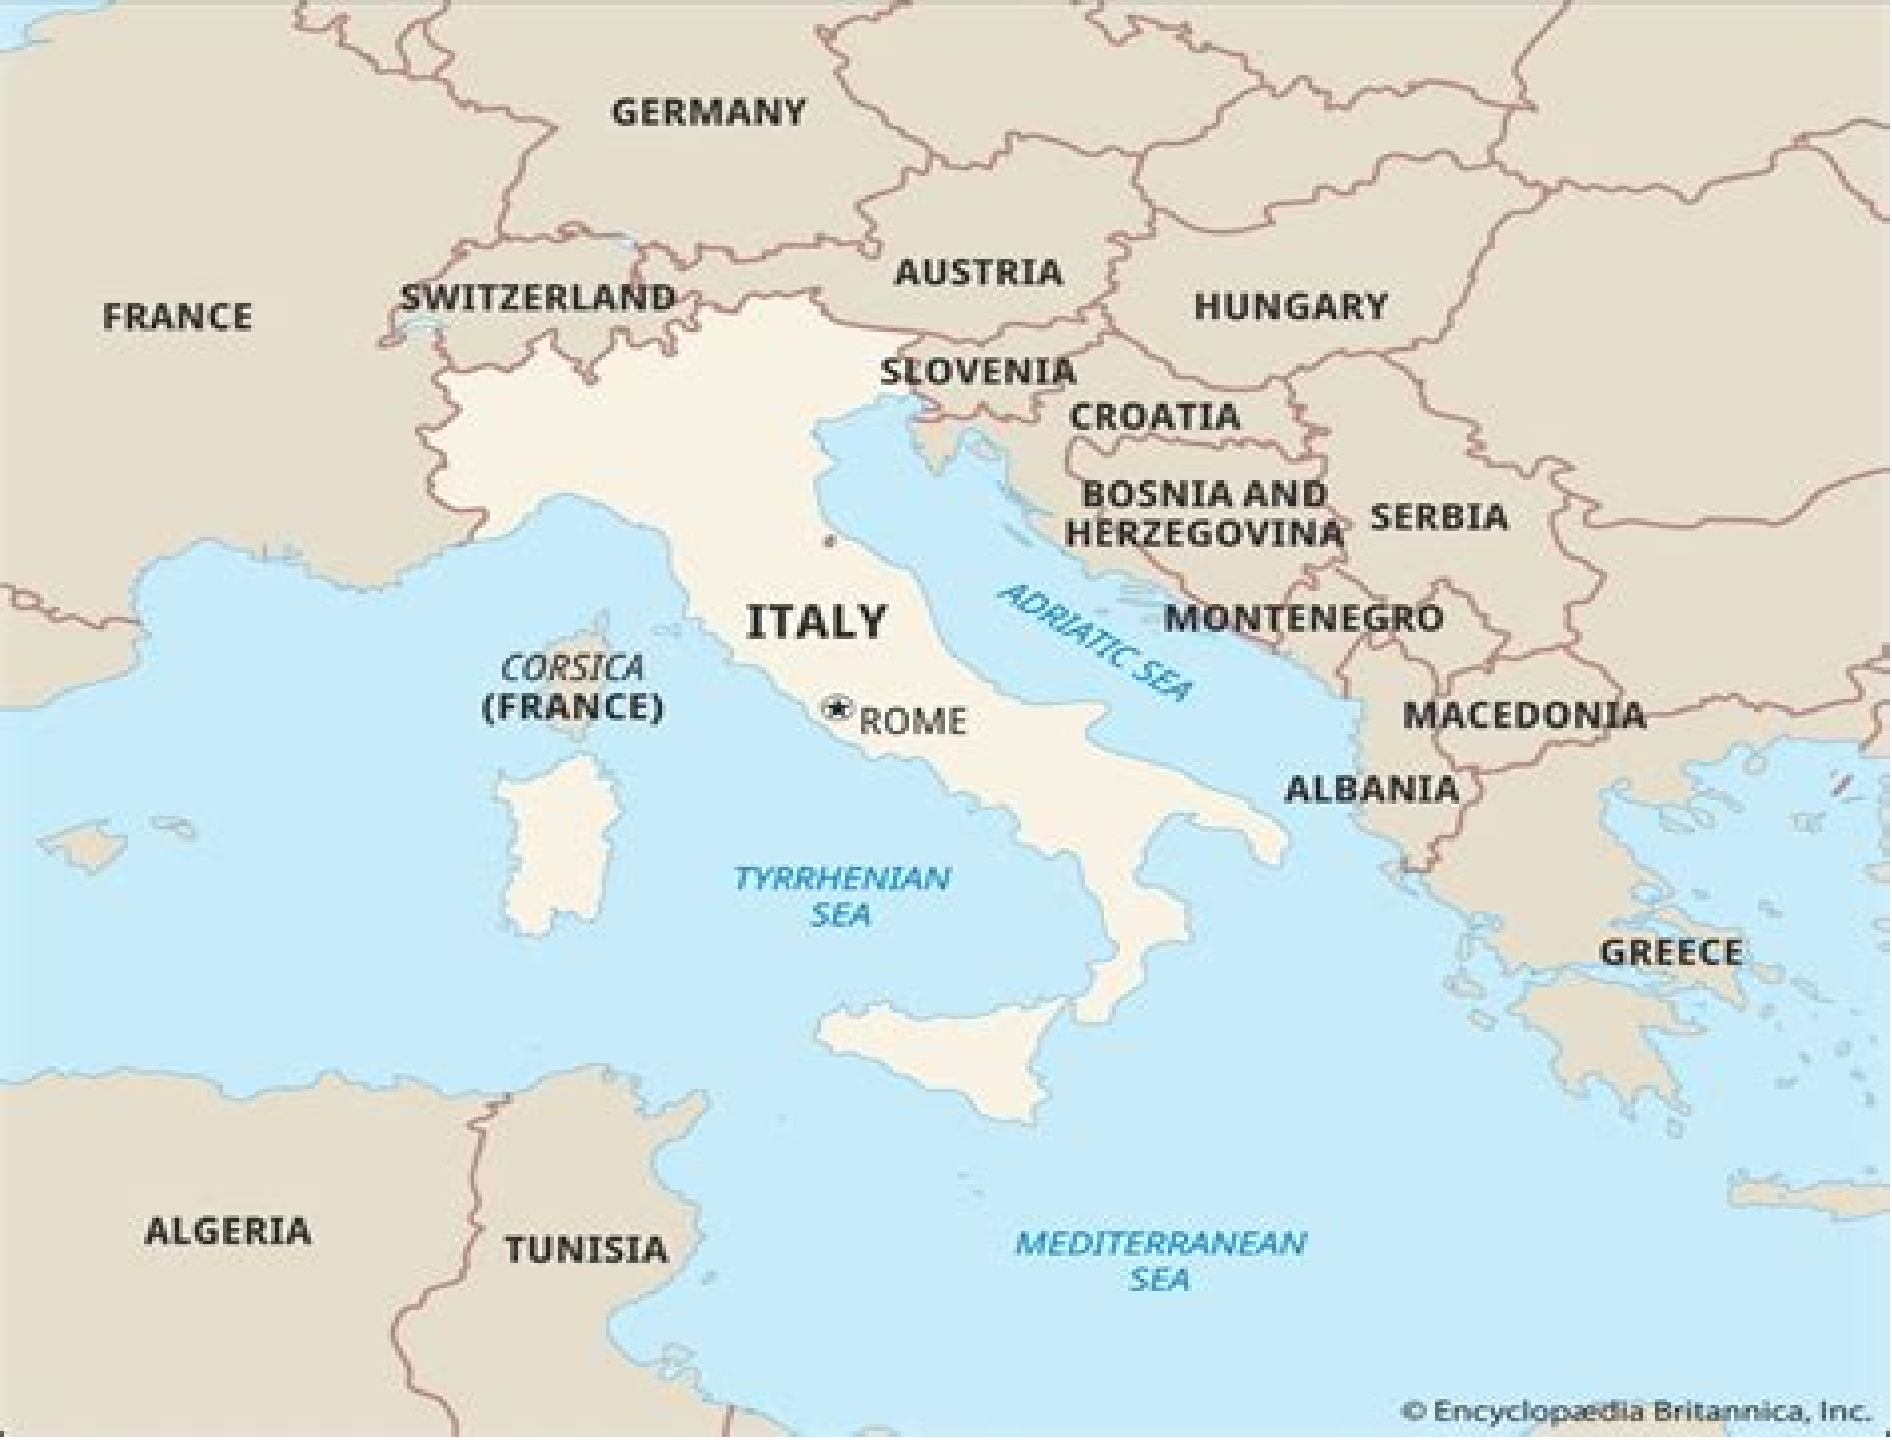 GERMANY
AUSTRIA
SWITZERLAND
HUNGARY
FRANCE
SLOVENIA
CROATIA
BOSNIA AND
HERZEGOVINA
SERBIA
ADRIATIC SEA
MONTENEGRO
ITALY
CORSICA
(FRANCE)
ROME
MACEDONIA
ALBANIA
TYRRHENIAN
SEA
GREECE
ALGERIA
TUNISIA
MEDITERRANEAN
SEA
© Encyclopædia Britannica, Inc.